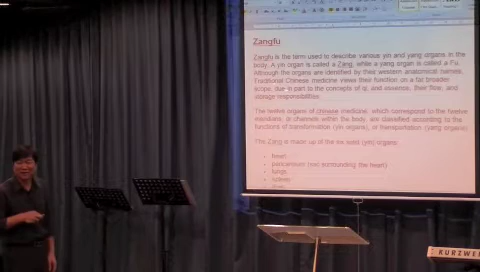 Zangfu
Zangfu is the term used to describe various yin and yang organs in the
body. A yin organ is called a Zang, while a yang organ is called a Fu.
Although the organs are identified by their western anatomical names,
Traditional Chinese medicine views their function on a far broader
scope, due in part to the concepts of qi and essence, their flow, and
storage responsibilities.
The twelve organs of chinese medicine, which correspond to the twelve
meridians or channels within the body, are classified according to the
functions of transformation (yin organs), or transportation (yang organs)
The Zang is made up of the six east (yin) organs:
heart
pericardium (sac surrounding the heart)
lungs
spleen
KURZWEIL